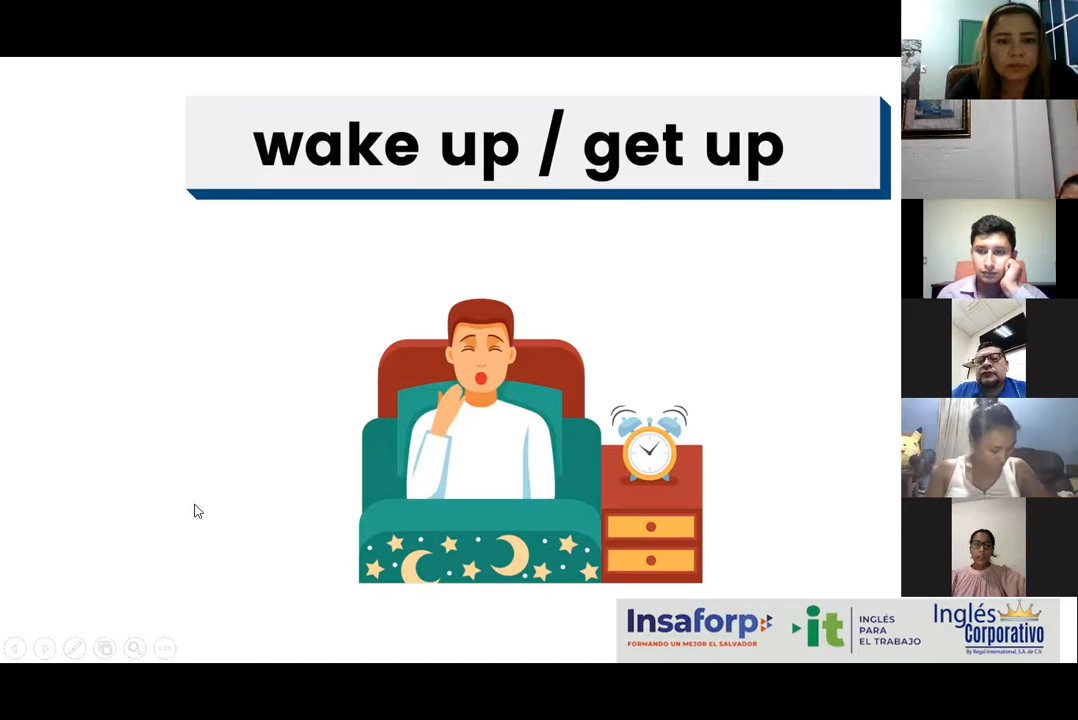 wake up / get up
Insaforp
FORMANDO UN MEJOR EL SALVADOR
it
INGLÉS
PARA
EL TRABAJO
Inglés
Corporativo
By Regal International, S.A. de C.V.